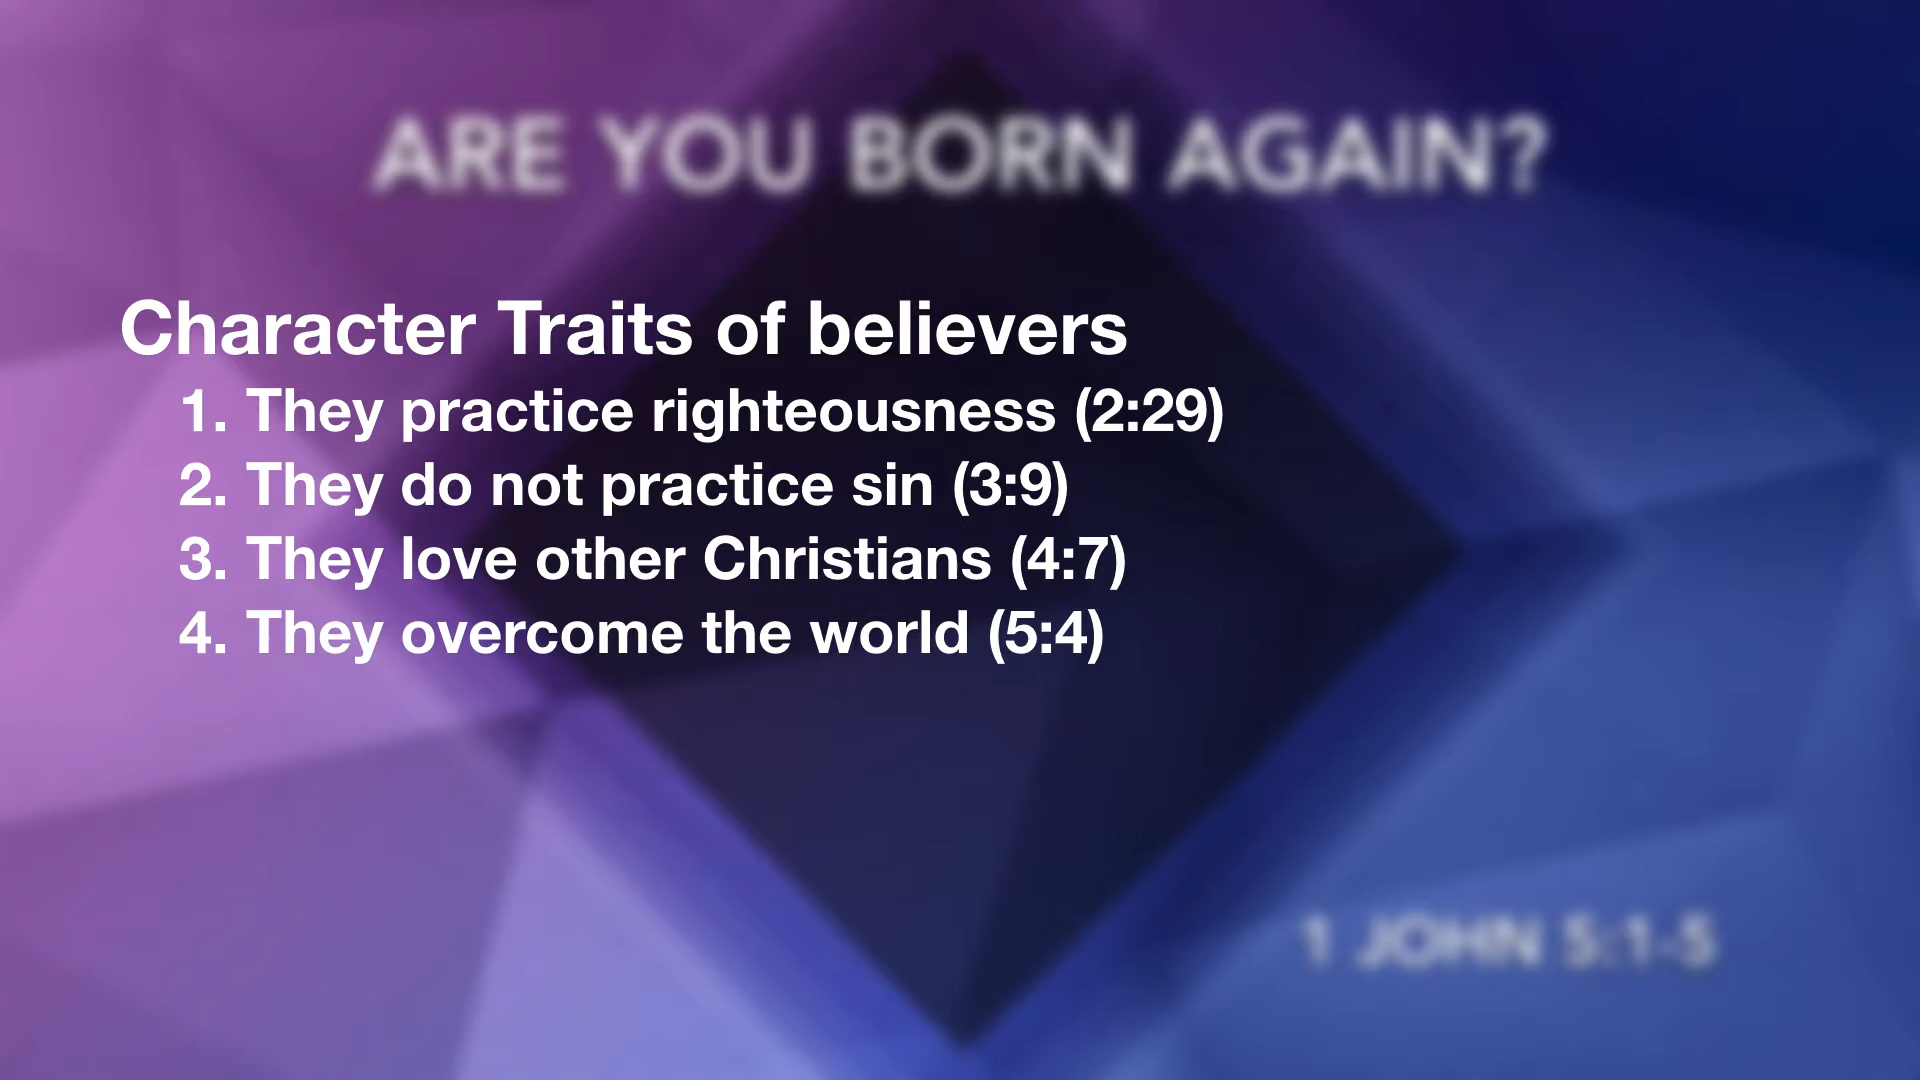 ARE YOU BORN AGAIN?
Character Traits of believers
1. They practice righteousness (2:29)
2. They do not practice sin (3:9)
3. They love other Christians (4:7)
4. They overcome the world (5:4)
1 JOHN 5:1-5